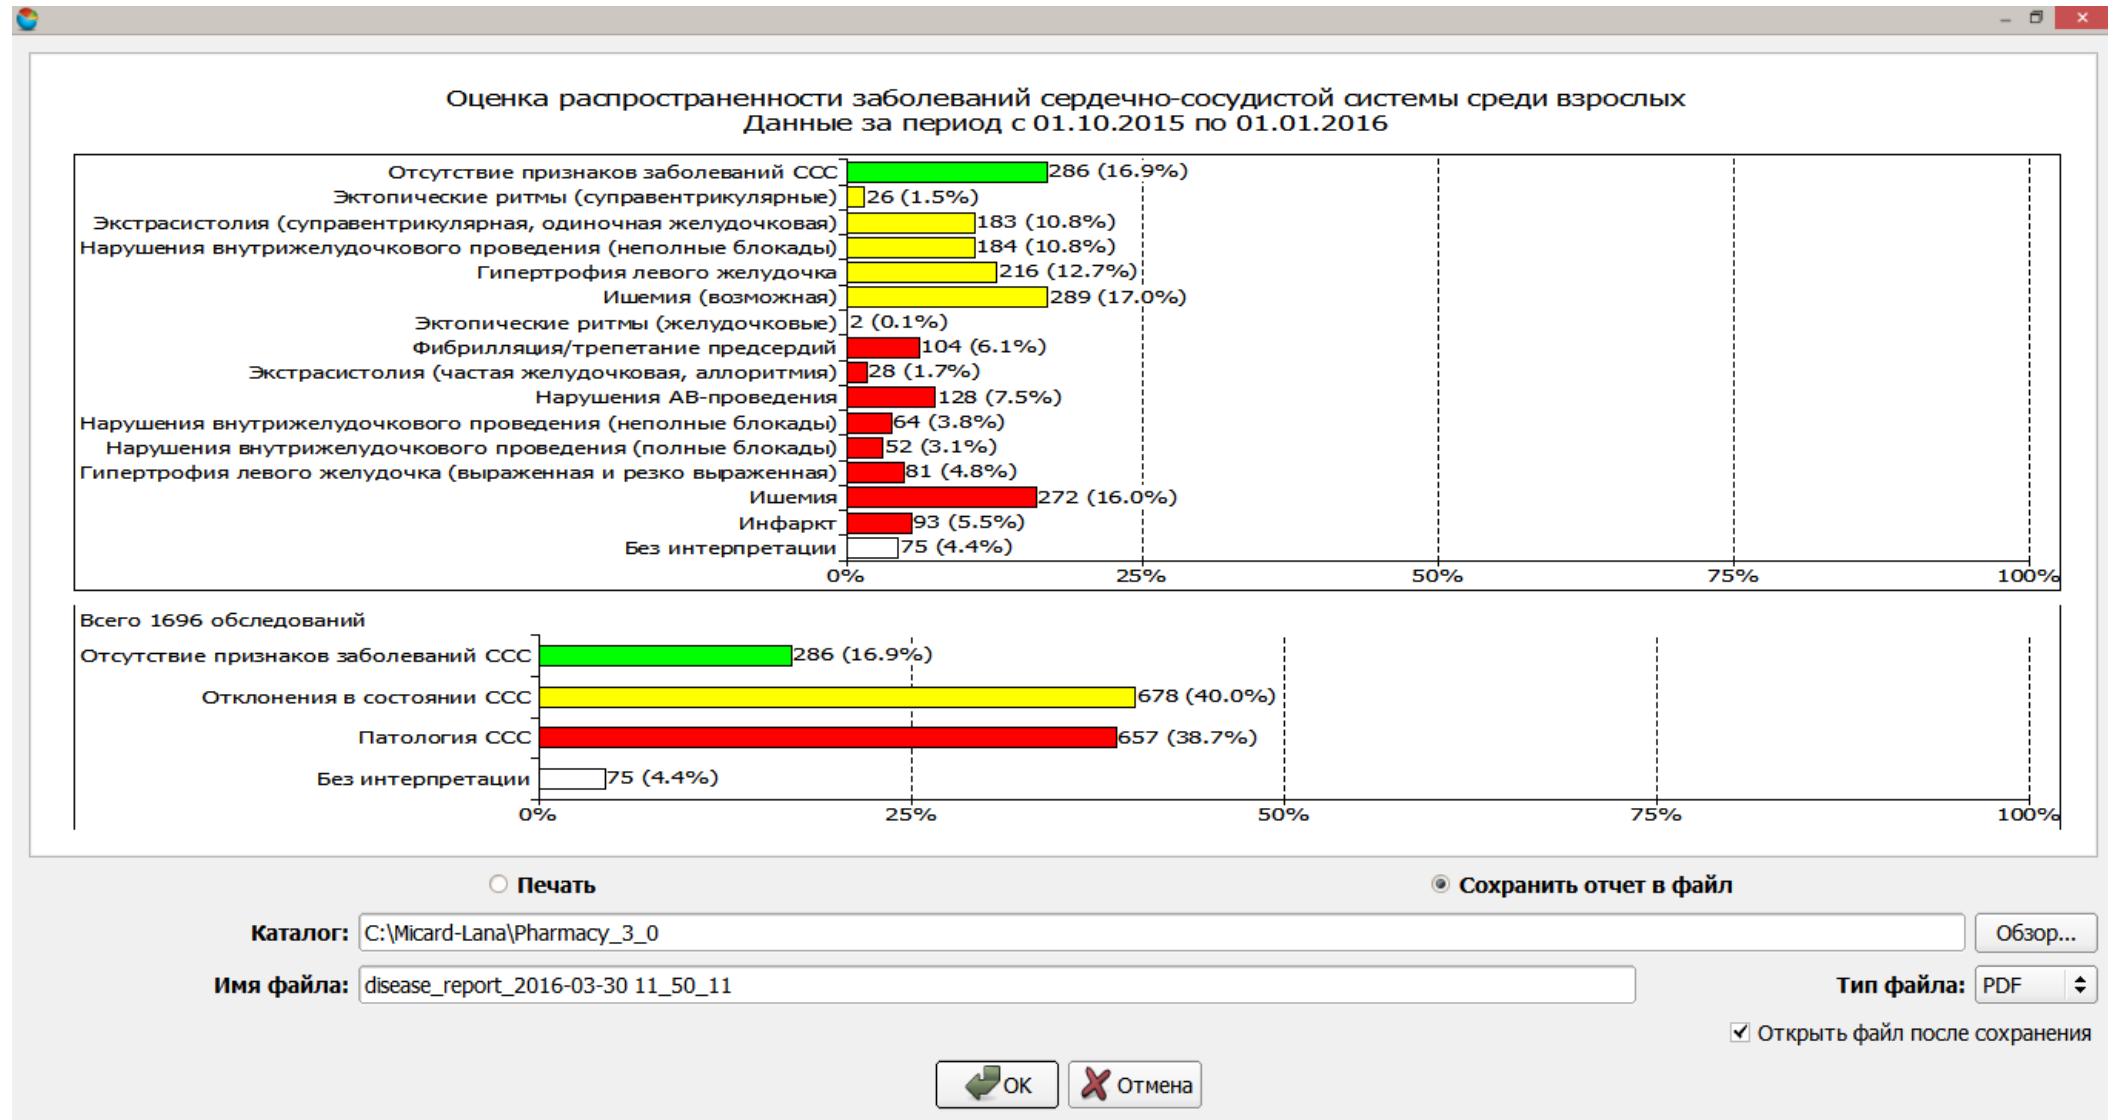 Оценка распространенности заболеваний сердечно-сосудистой системы среди взрослых
Данные за период с 01.10.2015 по 01.01.2016
Отсутствие признаков заболеваний ССС 286 (16.9%)
Эктопические ритмы (суправентрикулярные) 26 (1.5%)
Экстрасистолия (суправентрикулярная, одиночная желудочковая) 183 (10.8%)
Нарушения внутрижелудочкового проведения (неполные блокады) 184 (10.8%)
Гипертрофия левого желудочка 216 (12.7%)
Ишемия (возможная) 289 (17.0%)
Эктопические ритмы (желудочковые) 2 (0.1%)
Фибрилляция/трепетание предсердий 104 (6.1%)
Экстрасистолия (частая желудочковая, аллоритмия) 28 (1.7%)
Нарушения АВ-проведения 128 (7.5%)
Нарушения внутрижелудочкового проведения (неполные блокады) 64 (3.8%)
Нарушения внутрижелудочкового проведения (полные блокады) 52 (3.1%)
Гипертрофия левого желудочка (выраженная и резко выраженная) 81 (4.8%)
Ишемия 272 (16.0%)
Инфаркт 93 (5.5%)
Без интерпретации 75 (4.4%)
0% 25% 50% 75% 100%
Всего 1696 обследований
Отсутствие признаков заболеваний ССС 286 (16.9%)
Отклонения в состоянии ССС 678 (40.0%)
Патология ССС 657 (38.7%)
Без интерпретации 75 (4.4%)
0% 25% 50% 75% 100%
Печать Сохранить отчет в файл
Каталог: C:\Micard-Lana\Pharmacy_3_0 Обзор...
Имя файла: disease_report_2016-03-30 11_50_11 Тип файла: PDF
Открыть файл после сохранения
OK Отмена